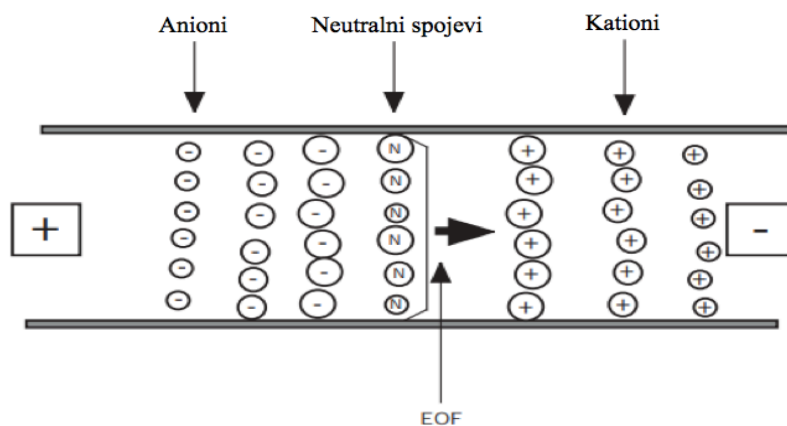 Anioni Neutralni spojevi Kationi
- - - N + + +
- - - N + + +
- - - N + + +
+ - - - N + + + -
- - - N + + +
- - - N + + +
EOF